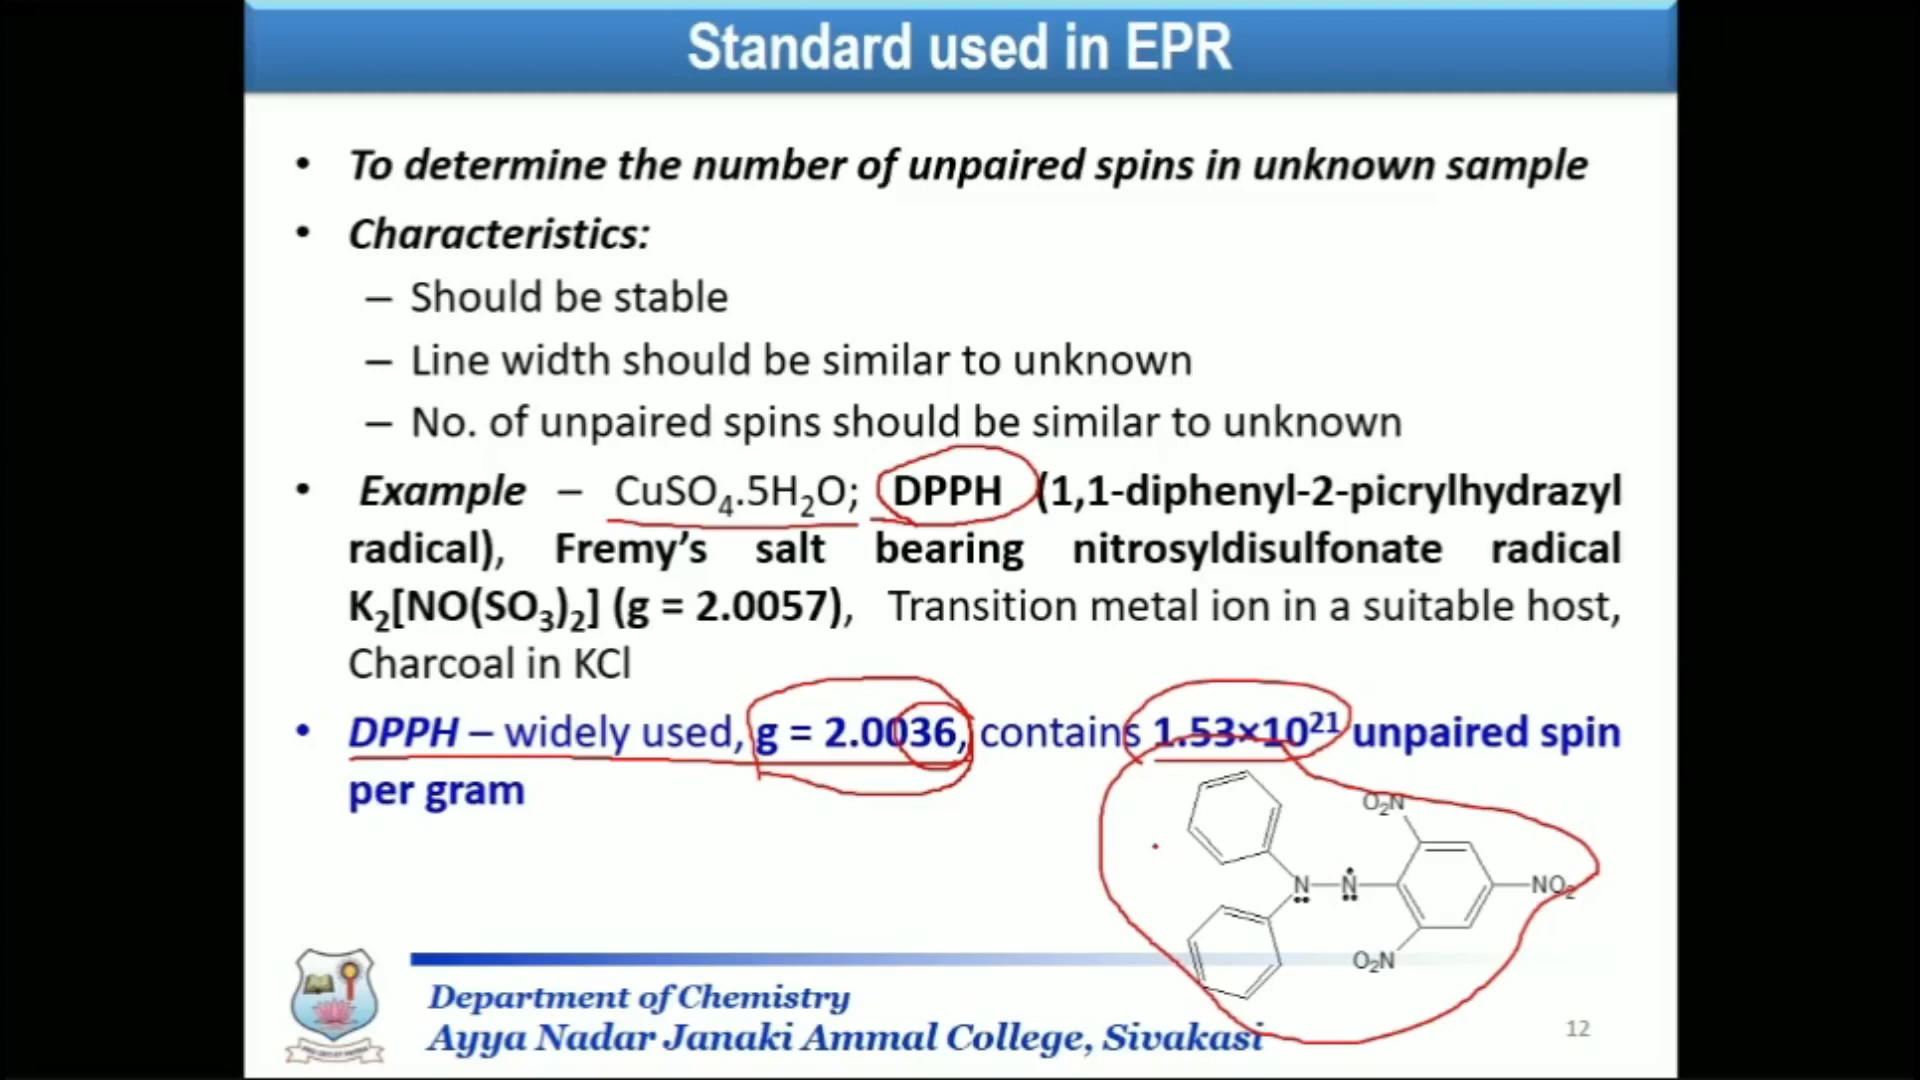 Standard used in EPR
• To determine the number of unpaired spins in unknown sample
• Characteristics:
– Should be stable
– Line width should be similar to unknown
– No. of unpaired spins should be similar to unknown
• Example – CuSO₄.5H₂O; DPPH (1,1-diphenyl-2-picrylhydrazyl
radical), Fremy’s salt bearing nitrosyldisulfonate radical
K₂[NO(SO₃)₂] (g = 2.0057), Transition metal ion in a suitable host,
Charcoal in KCl
• DPPH – widely used, g = 2.0036, contains 1.53×10²¹ unpaired spin
per gram
O₂N
N N NO₂
O₂N
Department of Chemistry
Ayya Nadar Janaki Ammal College, Sivakasi
12